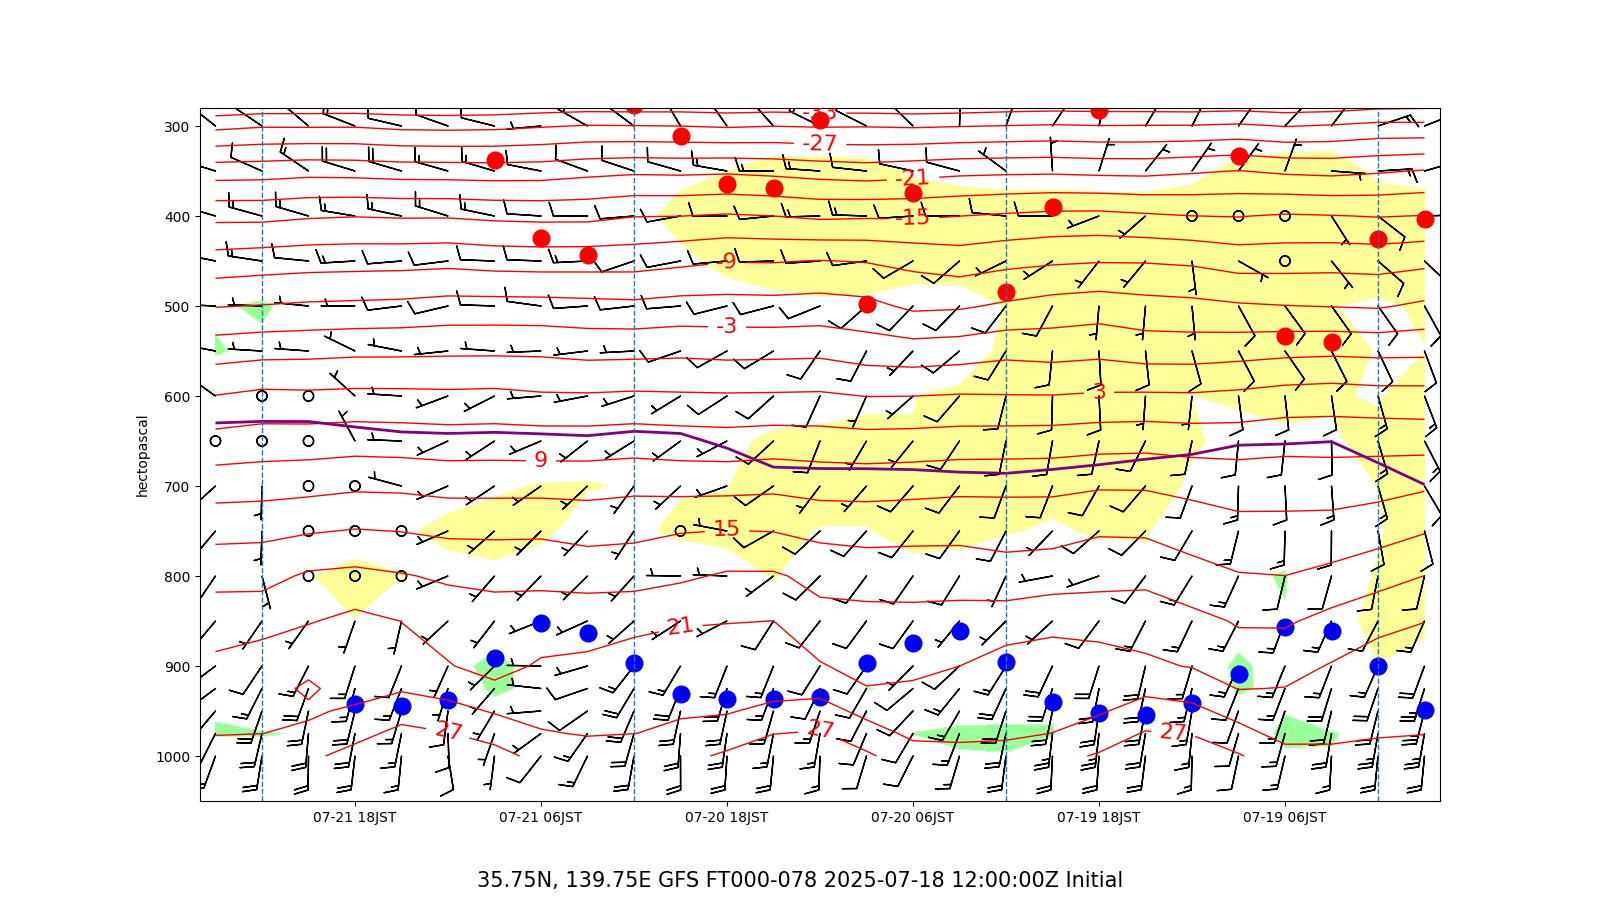 300
400
500
600
700
800
900
1000
hectopascal
-33
-27
-21
-15
-9
-3
3
9
15
21
27
27
27
07-21 18JST
07-21 06JST
07-20 18JST
07-20 06JST
07-19 18JST
07-19 06JST
35.75N, 139.75E GFS FT000-078 2025-07-18 12:00:00Z Initial